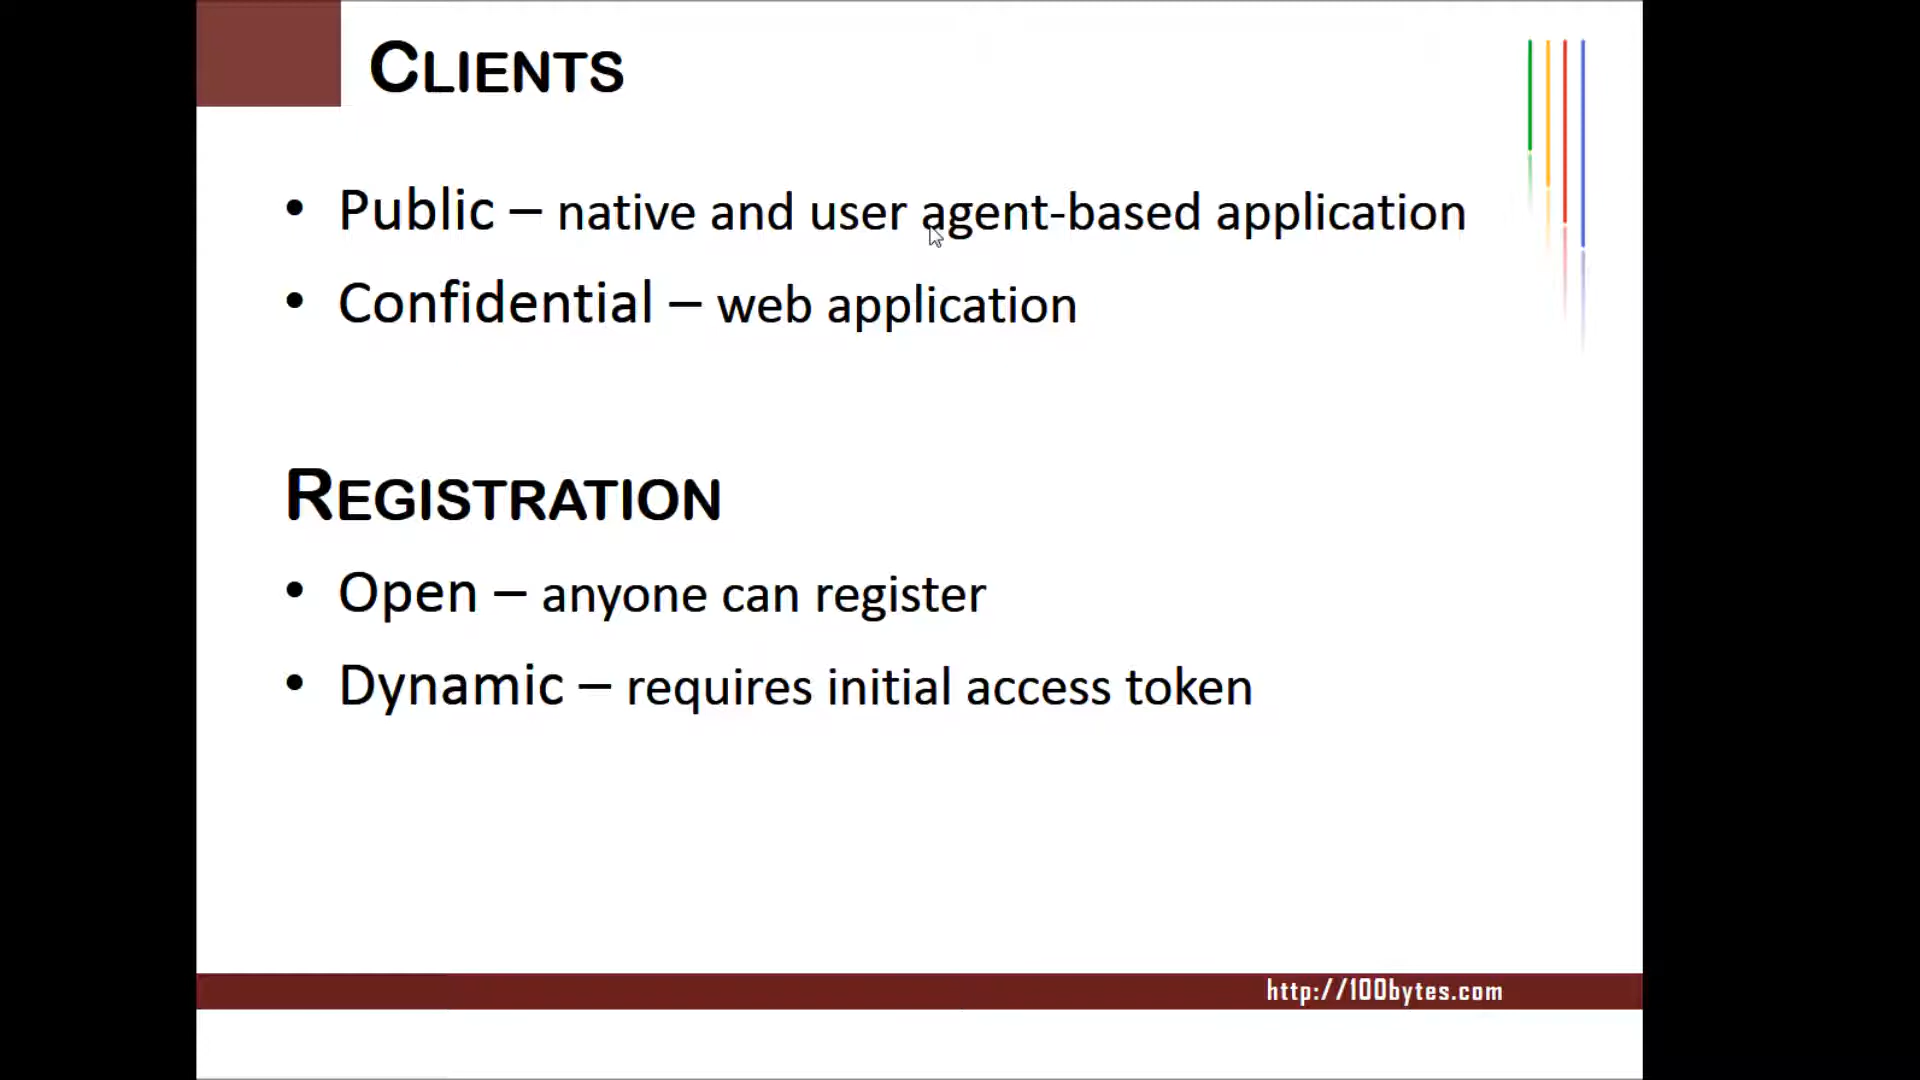 CLIENTS
• Public – native and user agent-based application
• Confidential – web application
REGISTRATION
• Open – anyone can register
• Dynamic – requires initial access token
http://100bytes.com